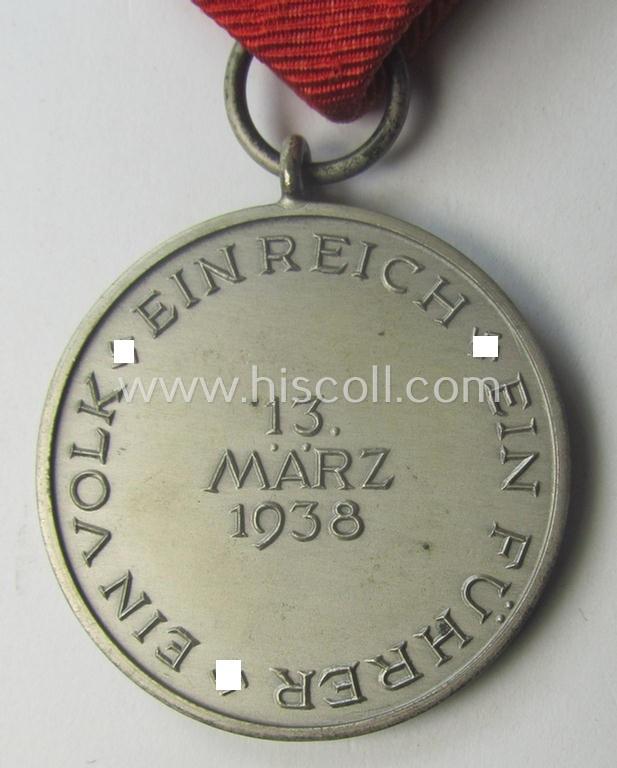 EIN VOLK EIN REICH EIN FÜHRER
13.
MÄRZ
1938
www.hiscoll.com